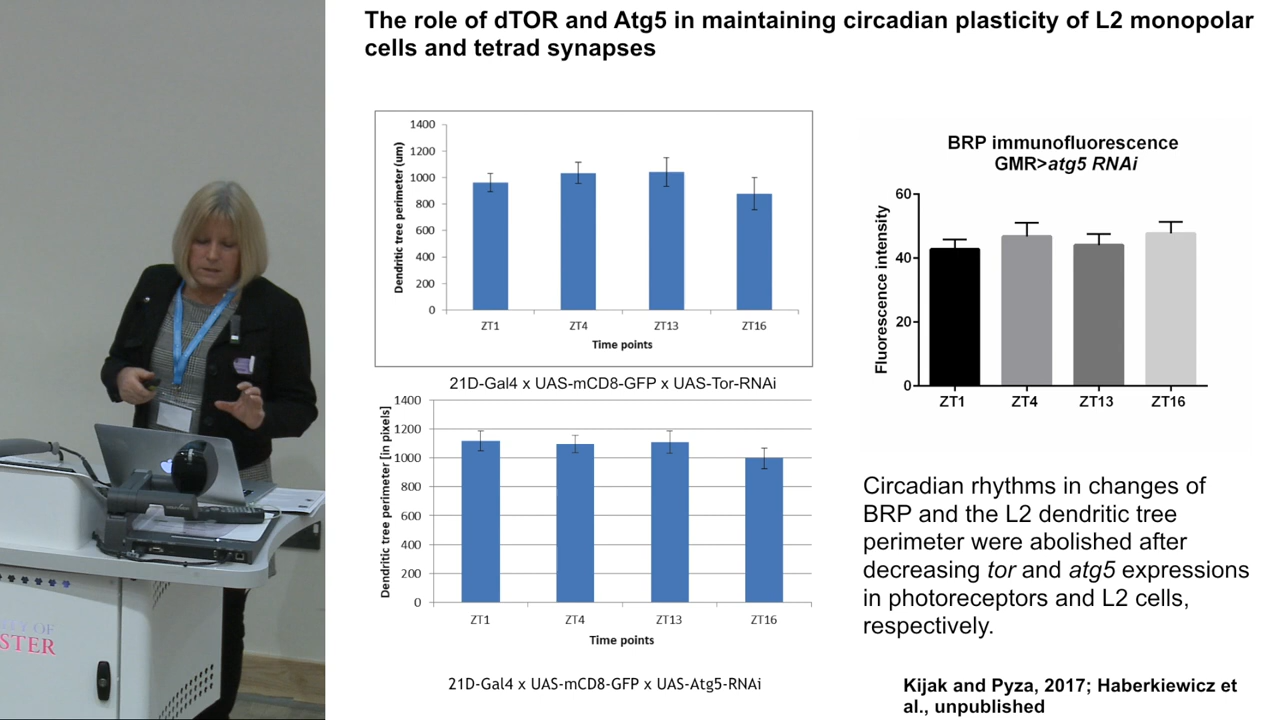 The role of dTOR and Atg5 in maintaining circadian plasticity of L2 monopolar
cells and tetrad synapses
Dendritic tree perimeter (um)
1400
1200
1000
800
600
400
200
0
ZT1 ZT4 ZT13 ZT16
Time points
21D-Gal4 x UAS-mCD8-GFP x UAS-Tor-RNAi
Dendritic tree perimeter [in pixels]
1400
1200
1000
800
600
400
200
0
ZT1 ZT4 ZT13 ZT16
Time points
21D-Gal4 x UAS-mCD8-GFP x UAS-Atg5-RNAi
BRP immunofluorescence
GMR>atg5 RNAi
Fluorescence intensity
60
40
20
0
ZT1 ZT4 ZT13 ZT16
Circadian rhythms in changes of
BRP and the L2 dendritic tree
perimeter were abolished after
decreasing tor and atg5 expressions
in photoreceptors and L2 cells,
respectively.
Kijak and Pyza, 2017; Haberkiewicz et
al., unpublished
OF
STER